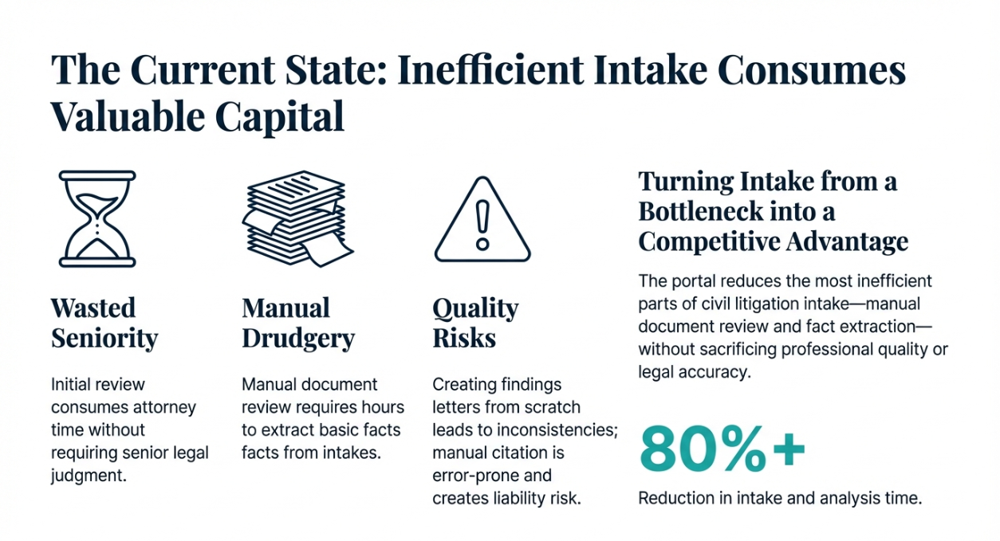 The Current State: Inefficient Intake Consumes
Valuable Capital
Wasted
Seniority
Initial review
consumes attorney
time without
requiring senior legal
judgment.
Manual
Drudgery
Manual document
review requires hours
to extract basic facts
facts from intakes.
Quality
Risks
Creating findings
letters from scratch
leads to inconsistencies;
manual citation is
error-prone and
creates liability risk.
Turning Intake from a
Bottleneck into a
Competitive Advantage
The portal reduces the most inefficient
parts of civil litigation intake—manual
document review and fact extraction—
without sacrificing professional quality or
legal accuracy.
80%+
Reduction in intake and analysis time.